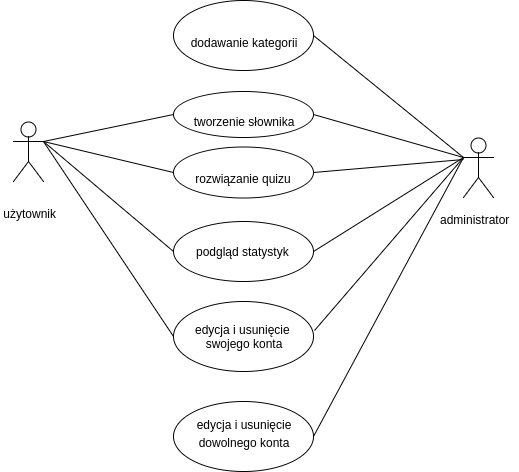 dodawanie kategorii
tworzenie słownika
rozwiązanie quizu
użytownik
administrator
podgląd statystyk
edycja i usunięcie
swojego konta
edycja i usunięcie
dowolnego konta